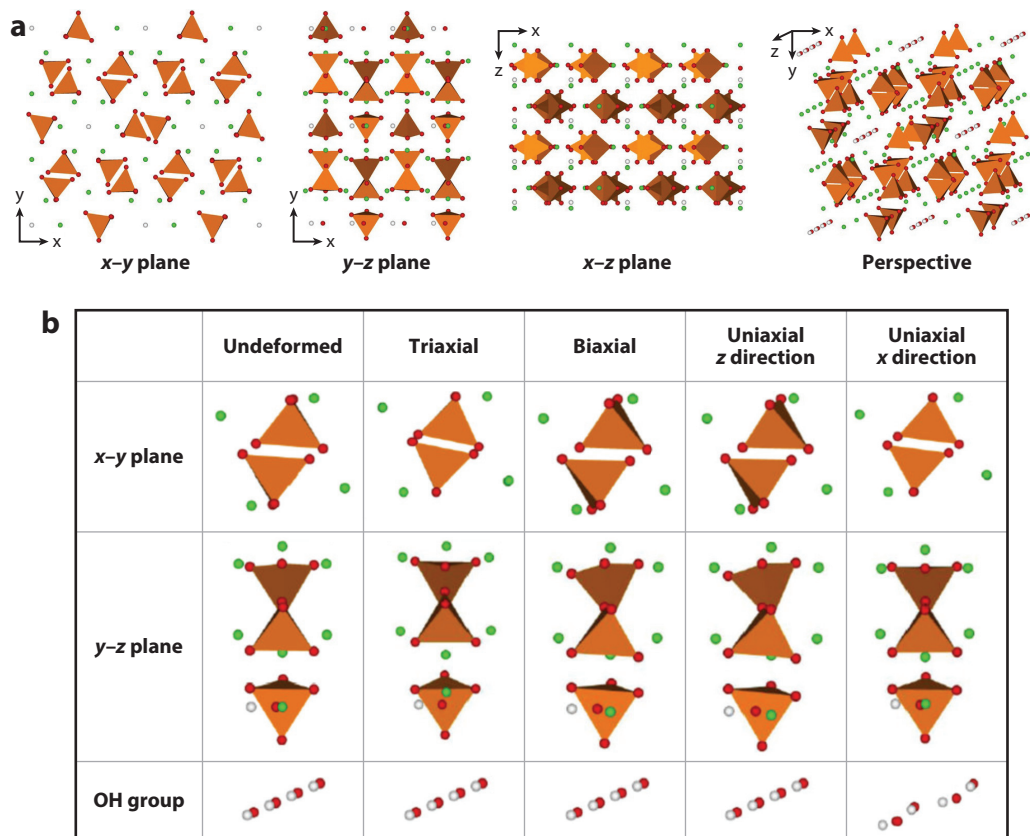 a
y
x
x–y plane
y
x
y–z plane
x
z
x–z plane
x
z
y
Perspective
b
Undeformed
Triaxial
Biaxial
Uniaxial
z direction
Uniaxial
x direction
x–y plane
y–z plane
OH group